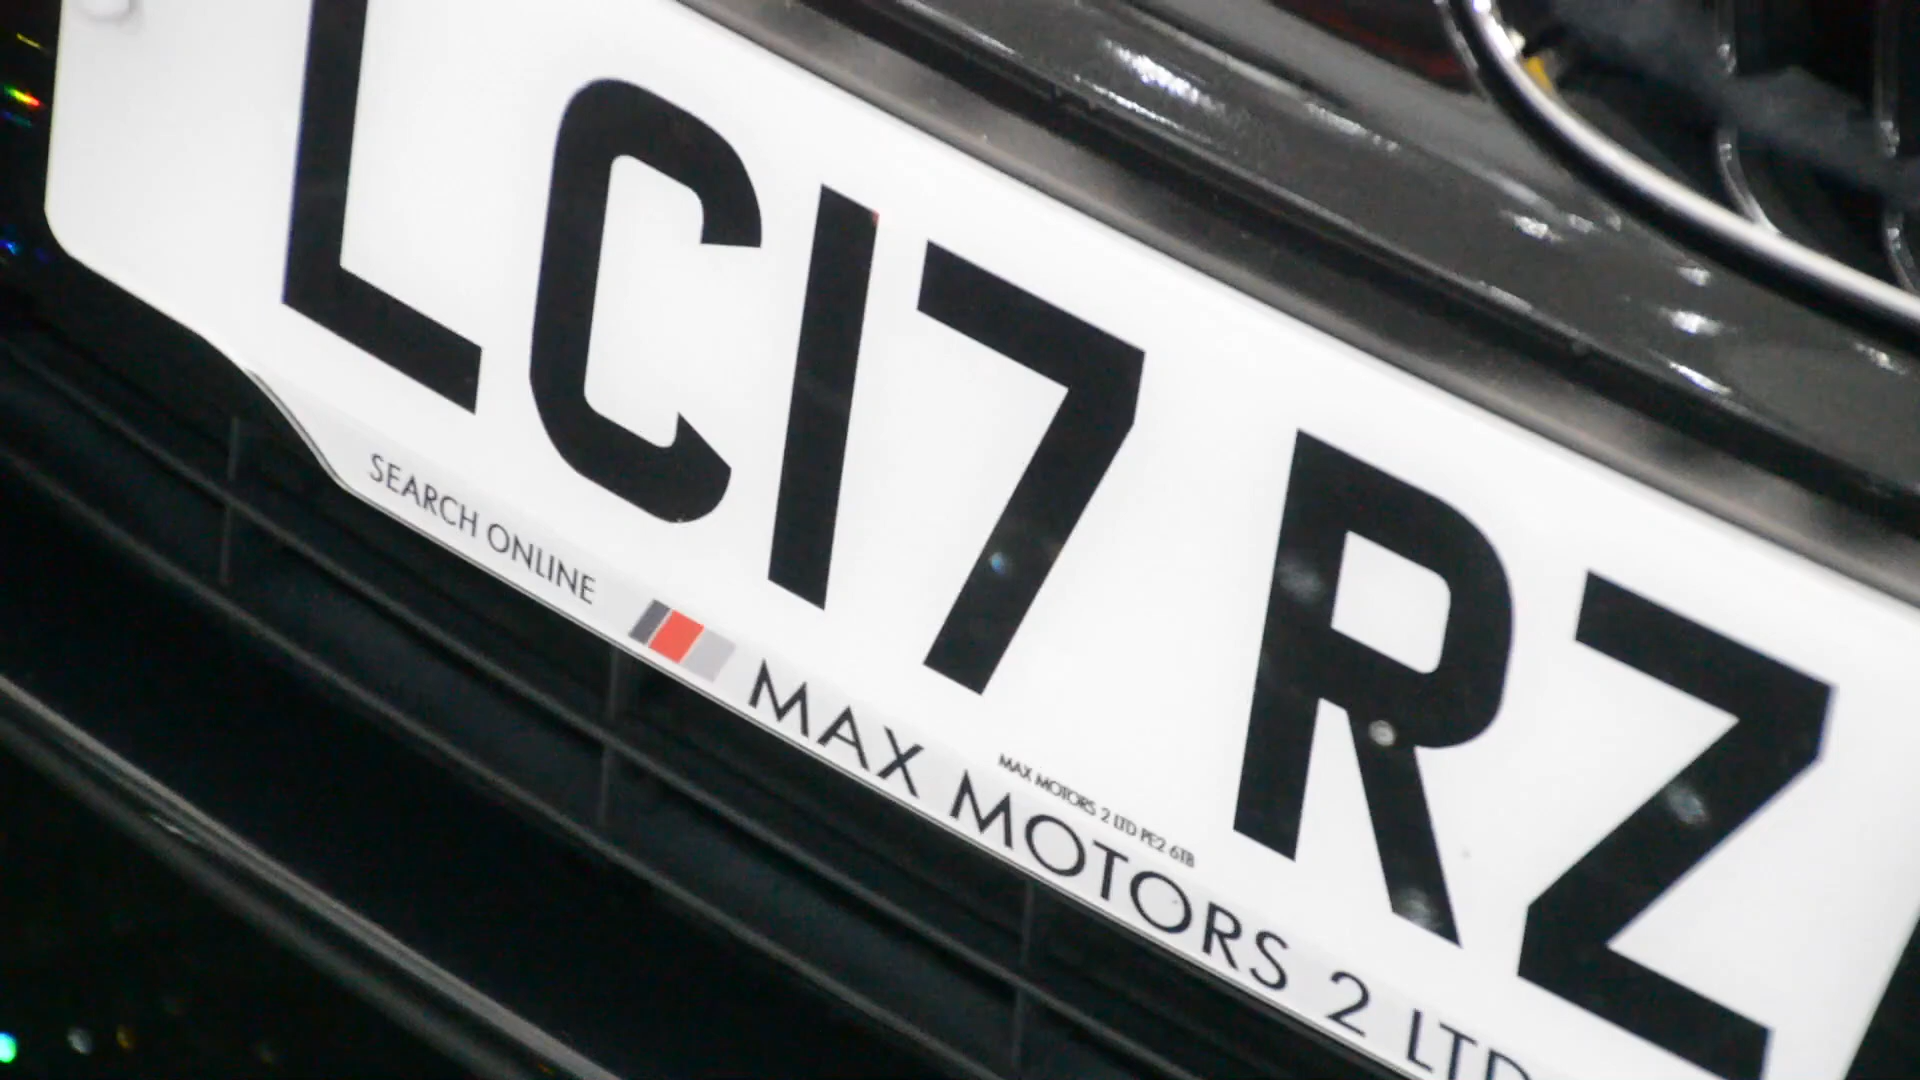 LC17 RZ
SEARCH ONLINE
MAX MOTORS 2 LTD
MAX MOTORS 2 LTD PE2 6TB